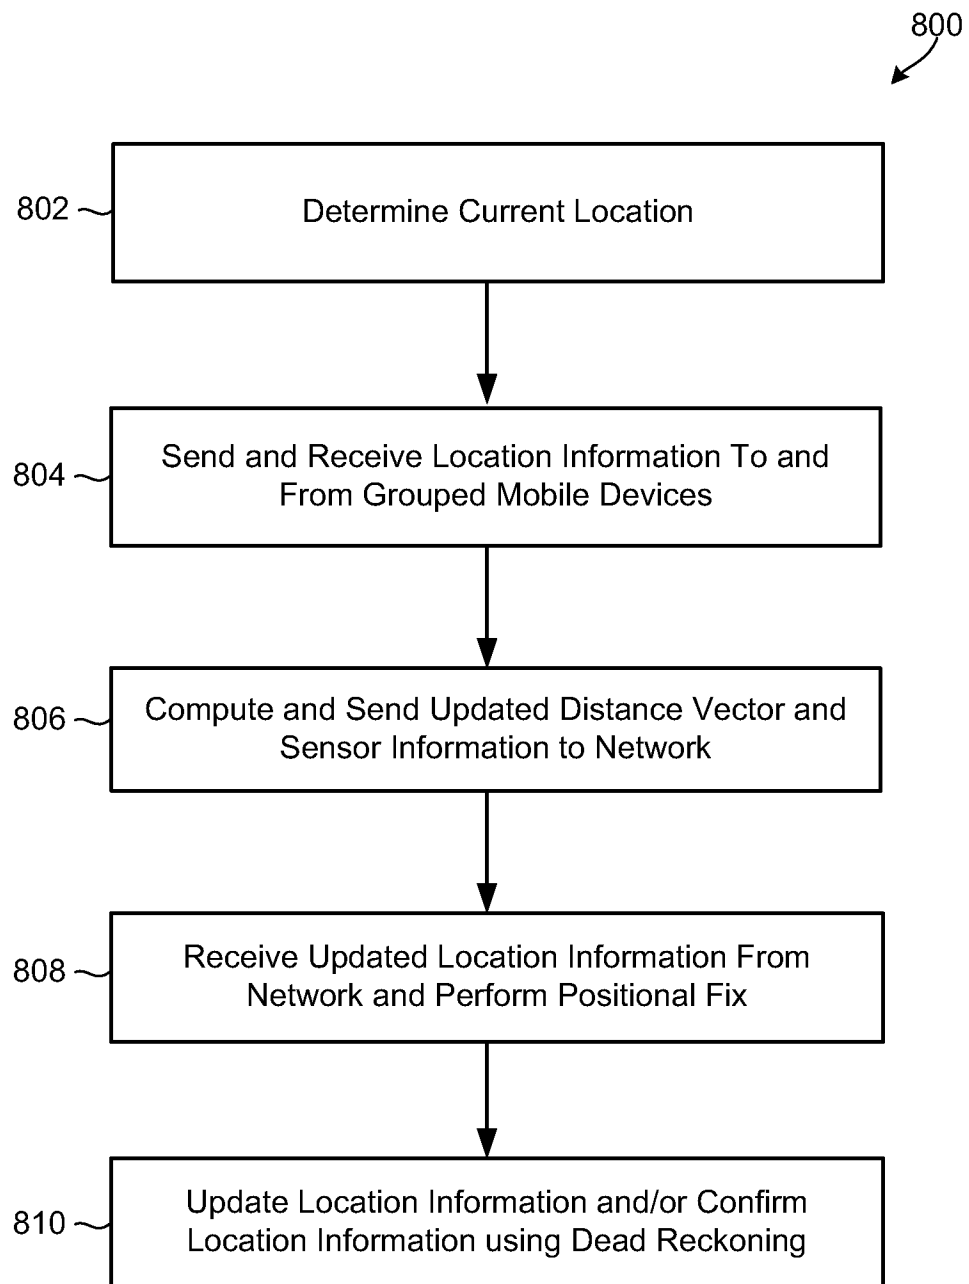 800
802
Determine Current Location
804
Send and Receive Location Information To and
From Grouped Mobile Devices
806
Compute and Send Updated Distance Vector and
Sensor Information to Network
808
Receive Updated Location Information From
Network and Perform Positional Fix
810
Update Location Information and/or Confirm
Location Information using Dead Reckoning